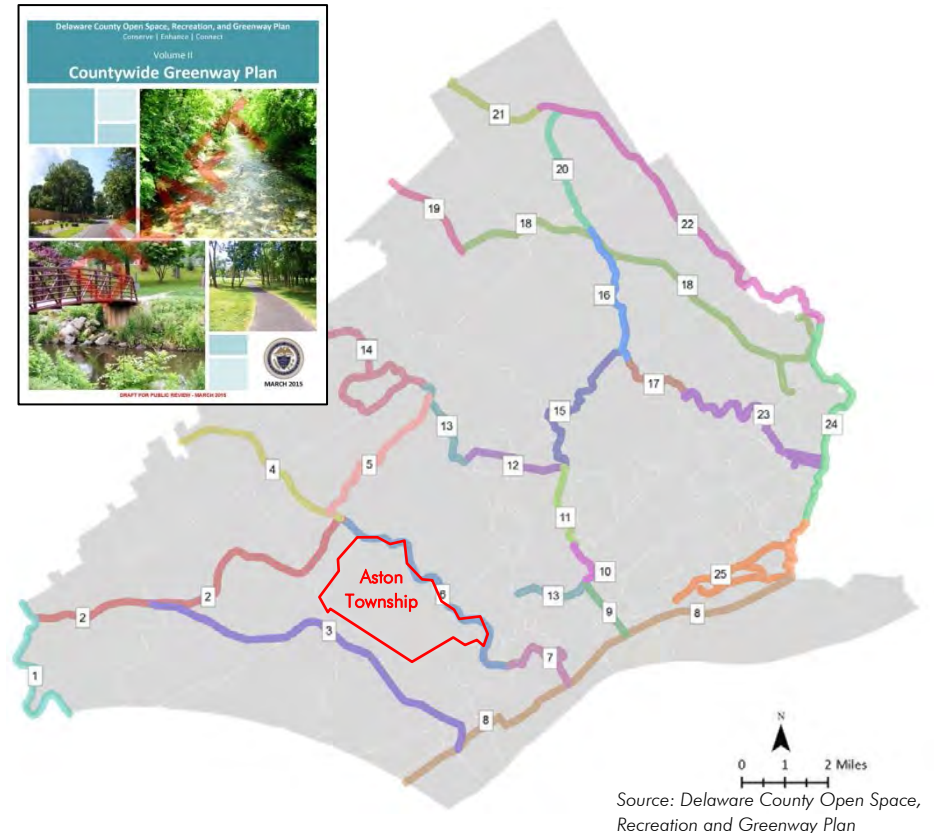 Delaware County Open Space, Recreation, and Greenway Plan
Conserve | Enhance | Connect
Volume II
Countywide Greenway Plan
DRAFT
MARCH 2015
DRAFT FOR PUBLIC REVIEW - MARCH 2015
21
20
19
18
22
18
16
14
17
15
23
24
13
5
12
4
11
Aston
Township
6
10
25
13
2
9
8
2
3
7
1
8
N
0 1 2 Miles
Source: Delaware County Open Space,
Recreation and Greenway Plan